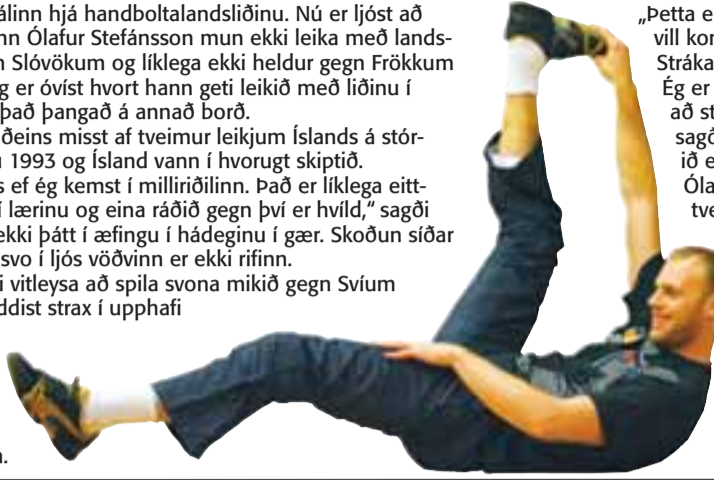 álinn hjá handboltalandsliðinu. Nú er ljóst að
nn Ólafur Stefánsson mun ekki leika með lands-
n Slóvökum og líklega ekki heldur gegn Frökkum
g er óvíst hvort hann geti leikið með liðinu í
það þangað á annað borð.
ðeins misst af tveimur leikjum Íslands á stór-
u 1993 og Ísland vann í hvorugt skiptið.
s ef ég kemst í milliriðilinn. Það er líklega eitt-
í lærinu og eina ráðið gegn því er hvíld,“ sagði
ekki þátt í æfingu í hádeginu í gær. Skoðun síðar
svo í ljós vöðvinn er ekki rifinn.
i vitleysa að spila svona mikið gegn Svíum
ddist strax í upphafi
„Þetta e
vill kor
Stráka
Ég er
að st
sagð
ið e
Óla
tve